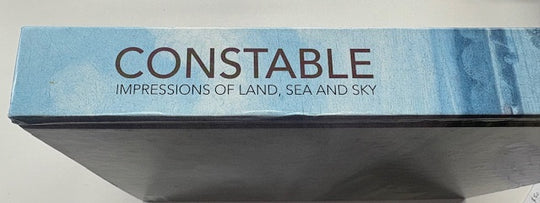 CONSTABLE
IMPRESSIONS OF LAND, SEA AND SKY